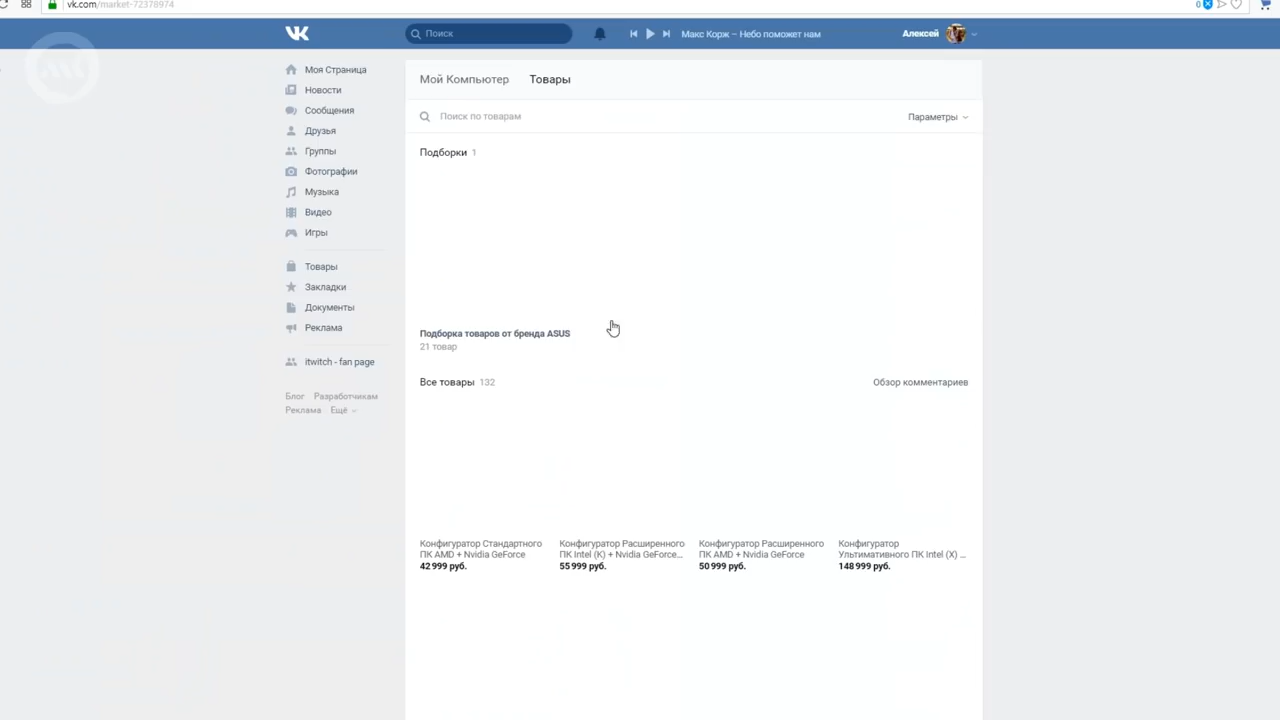 vk.com/market-72378974
0
VK
Поиск
Макс Корж – Небо поможет нам
Алексей
Моя Страница
Новости
Сообщения
Друзья
Группы
Фотографии
Музыка
Видео
Игры
Товары
Закладки
Документы
Реклама
itwitch - fan page
Блог Разработчикам
Реклама Ещё
Мой Компьютер Товары
Поиск по товарам
Параметры
Подборки 1
Подборка товаров от бренда ASUS
21 товар
Все товары 132
Обзор комментариев
Конфигуратор Стандартного
ПК AMD + Nvidia GeForce
42 999 руб.
Конфигуратор Расширенного
ПК Intel (K) + Nvidia GeForce...
55 999 руб.
Конфигуратор Расширенного
ПК AMD + Nvidia GeForce
50 999 руб.
Конфигуратор
Ультимативного ПК Intel (X) ...
148 999 руб.